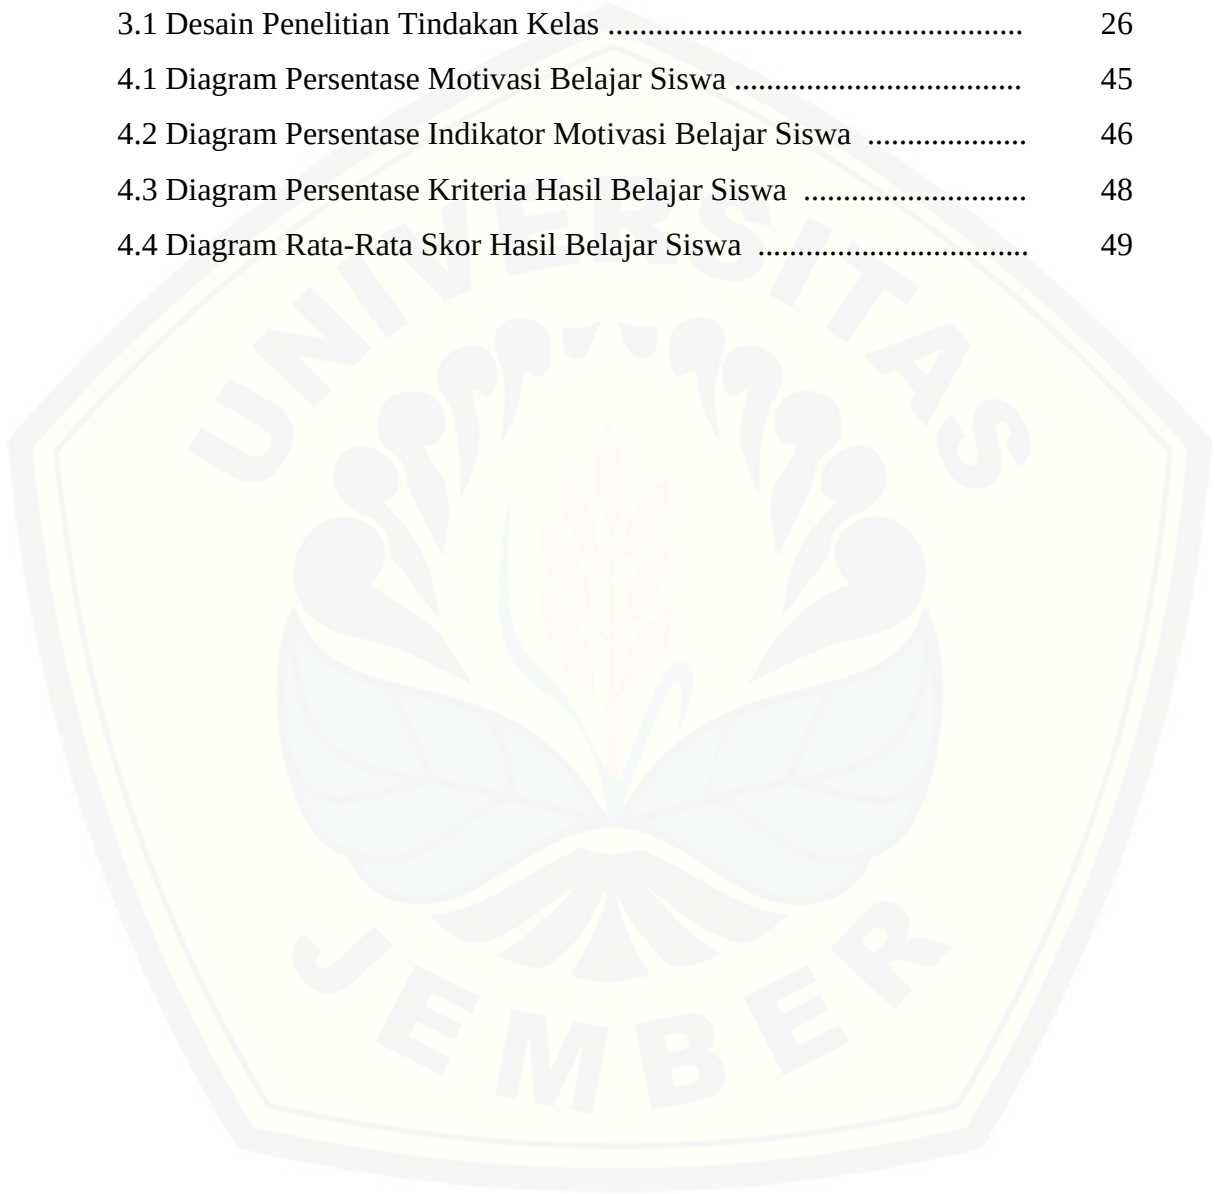 3.1 Desain Penelitian Tindakan Kelas .................................................... 26
4.1 Diagram Persentase Motivasi Belajar Siswa .................................... 45
4.2 Diagram Persentase Indikator Motivasi Belajar Siswa .................... 46
4.3 Diagram Persentase Kriteria Hasil Belajar Siswa ............................ 48
4.4 Diagram Rata-Rata Skor Hasil Belajar Siswa .................................. 49
UNIVERSITAS
JEMBER